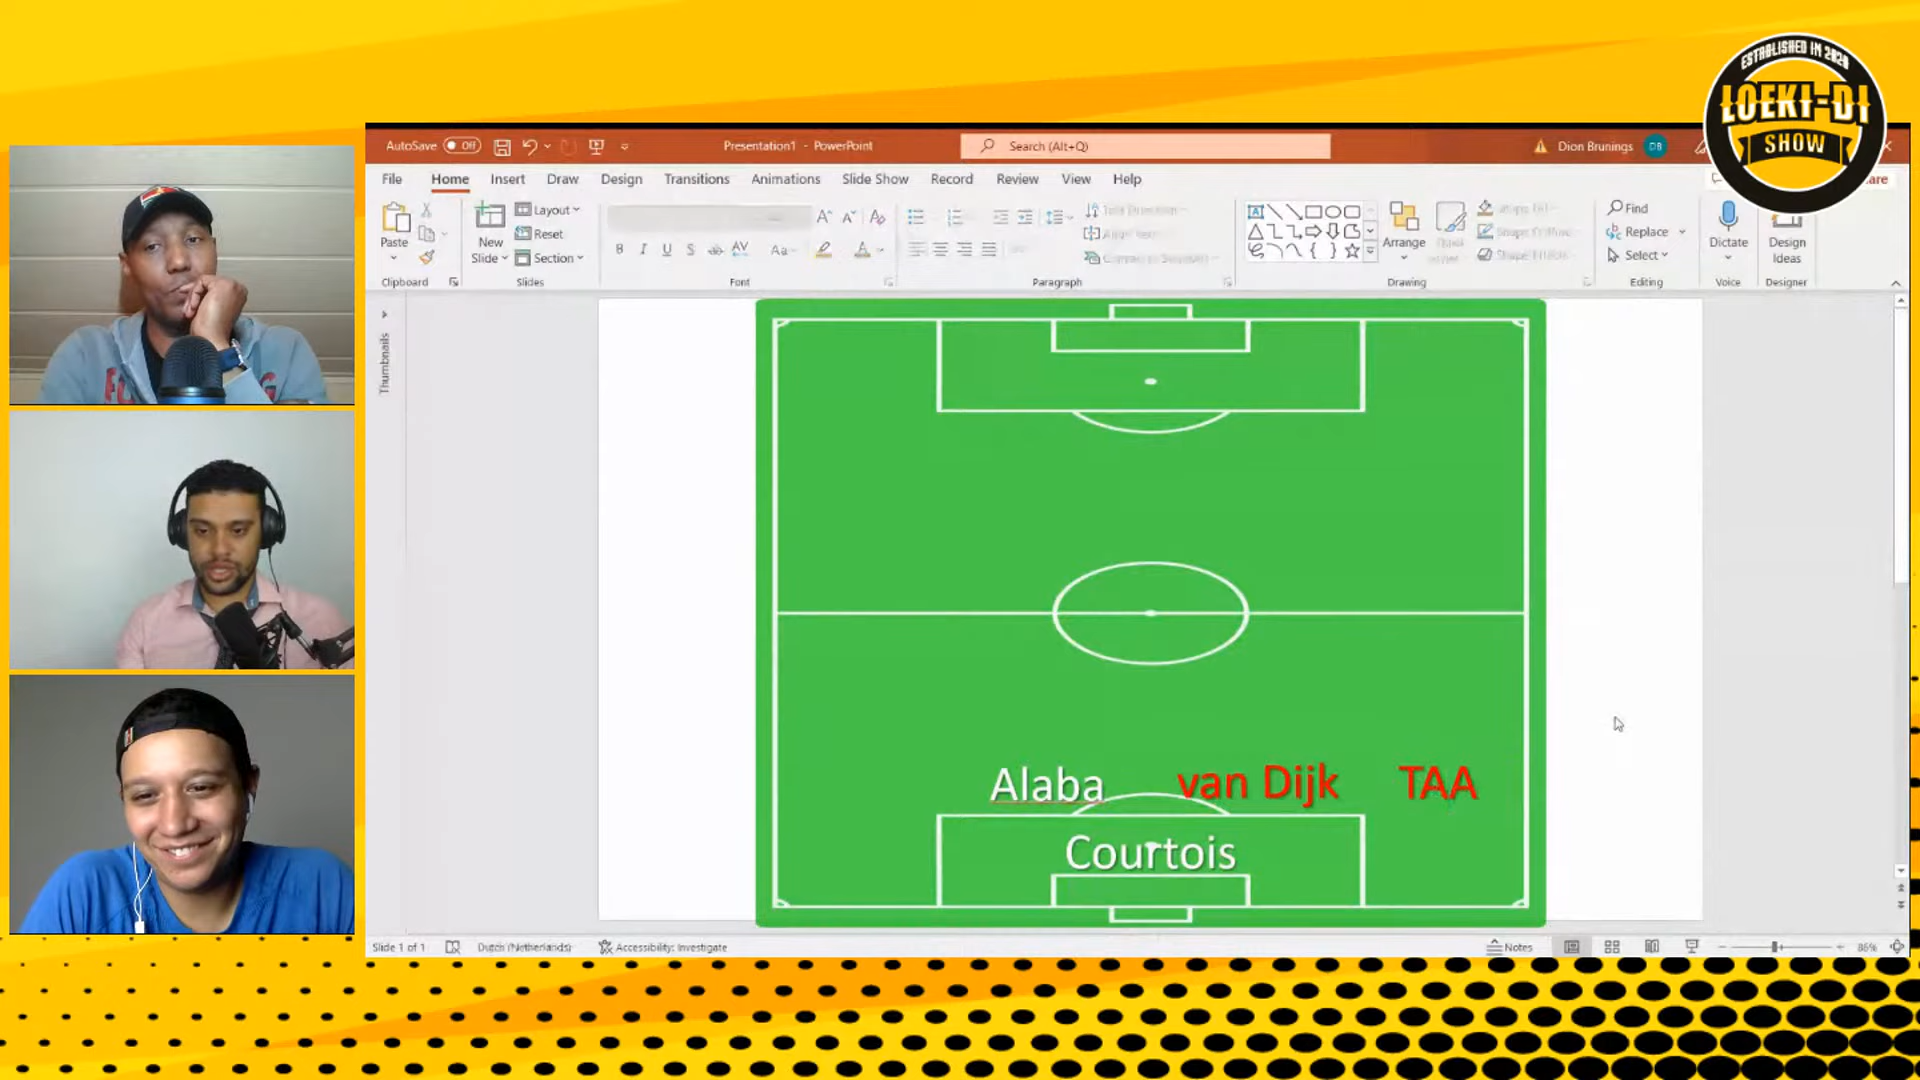 ESTABLISHED IN 2020
LOEKI-DI
SHOW
AutoSave Off
Presentation1 - PowerPoint
Search (Alt+Q)
Dion Brunings DB
File Home Insert Draw Design Transitions Animations Slide Show Record Review View Help
Paste
Clipboard
New
Slide
Layout
Reset
Section
Slides
Font
Paragraph
Arrange
Drawing
Find
Replace
Select
Editing
Dictate
Voice
Design
Ideas
Designer
Thumbnails
Alaba van Dijk TAA
Courtois
Slide 1 of 1 Dutch (Netherlands) Accessibility: Investigate Notes 86%